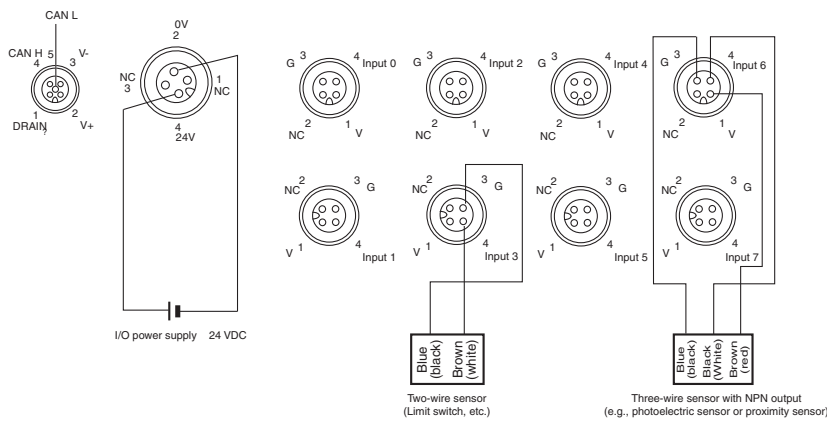 CAN L
CAN H 5 V-
4 3
1 2
DRAIN V+
?
0V
2
NC
3
1
NC
4
24V
I/O power supply 24 VDC
G 3 4 Input 0
NC 2 1 V
G 3 4 Input 2
NC 2 1 V
G 3 4 Input 4
NC 2 1 V
G 3 4 Input 6
NC 2 1 V
NC 2 3 G
V 1 4 Input 1
NC 2 3 G
V 1 4 Input 3
NC 2 3 G
V 1 4 Input 5
NC 2 3 G
V 1 4 Input 7
Blue
(black)
Brown
(white)
Two-wire sensor
(Limit switch, etc.)
Blue
(black)
Black
(White)
Brown
(red)
Three-wire sensor with NPN output
(e.g., photoelectric sensor or proximity sensor)